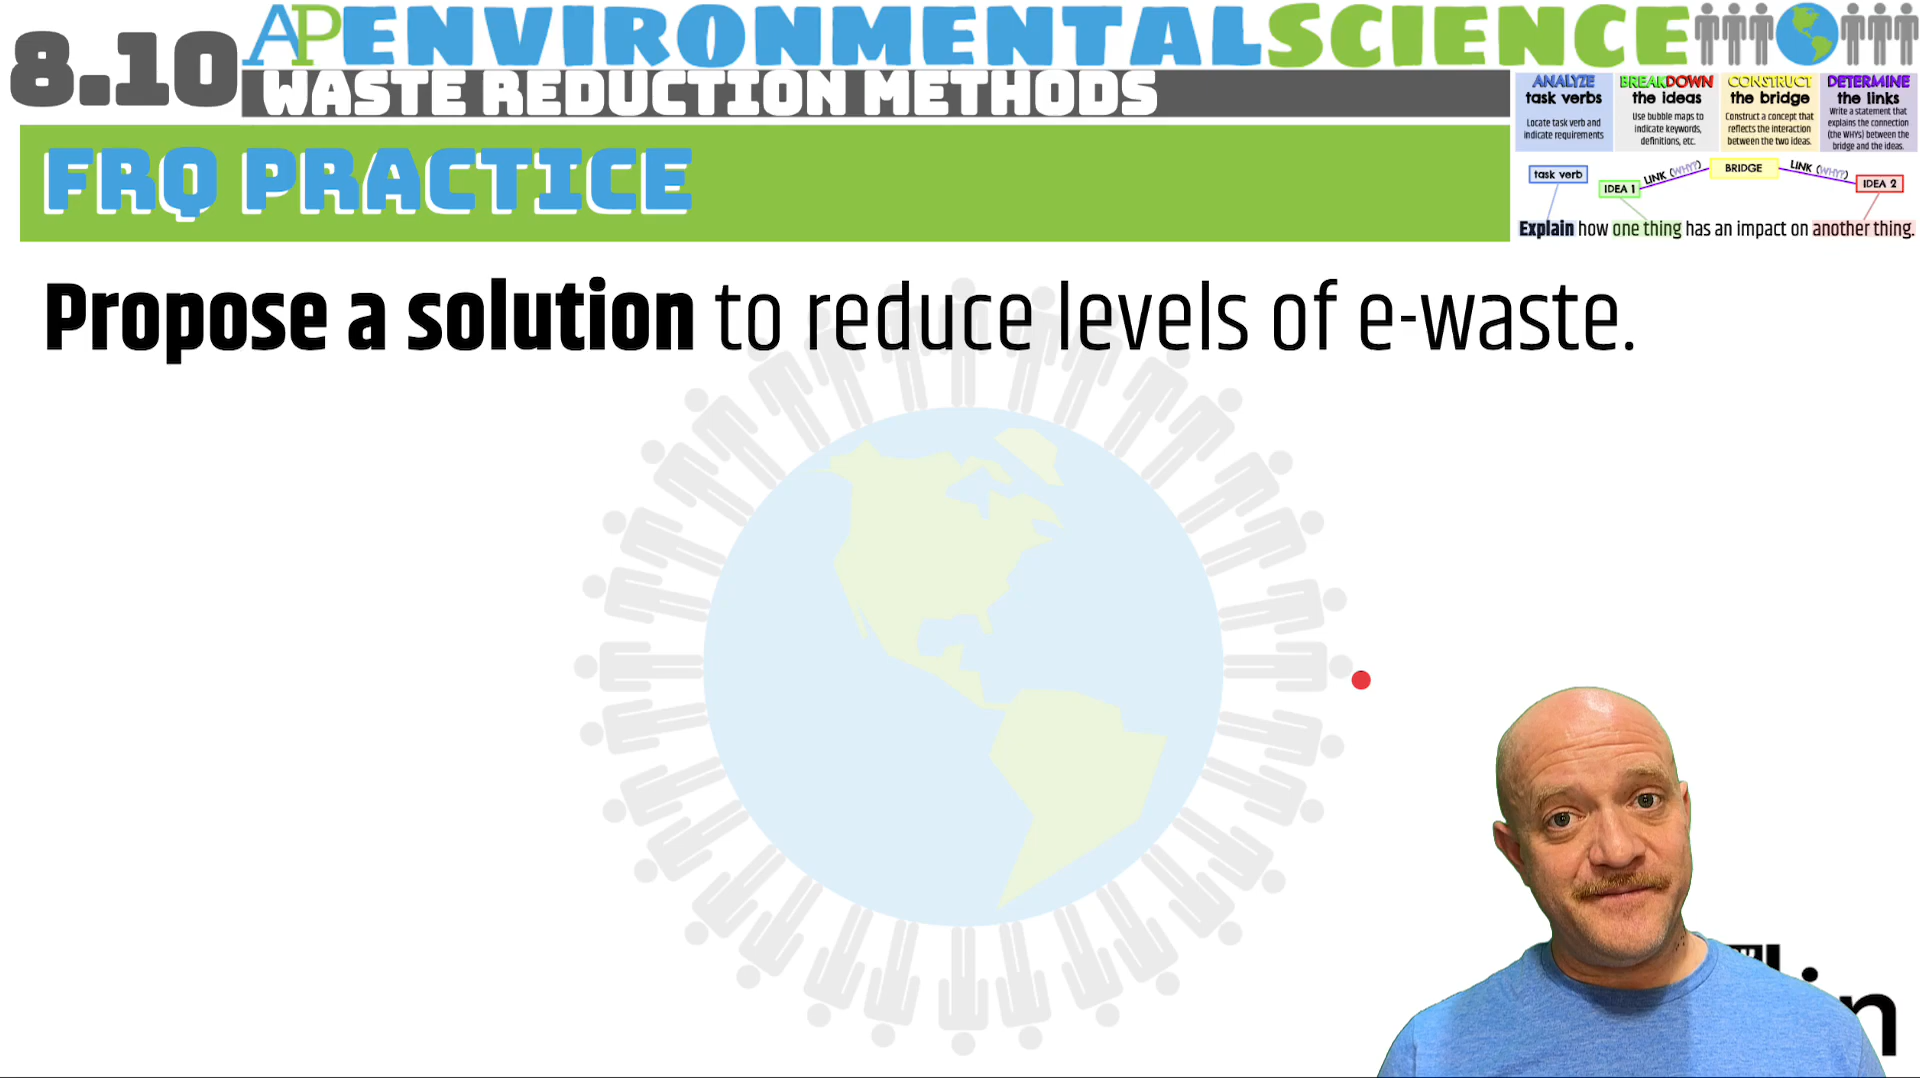 8.10
APENVIRONMENTALSCIENCE
WASTE REDUCTION METHODS
ANALYZE
task verbs
Locate task verb and
indicate requirements
BREAKDOWN
the ideas
Use bubble maps to
indicate keywords,
definitions, etc.
CONSTRUCT
the bridge
Construct a concept that
reflects the interaction
between the two ideas.
DETERMINE
the links
Write a statement that
explains the connection
(the WHYs) between the
bridge and the ideas.
FRQ PRACTICE
task verb
IDEA 1
LINK (WHY?)
BRIDGE
LINK (WHY?)
IDEA 2
Explain how one thing has an impact on another thing.
Propose a solution to reduce levels of e-waste.